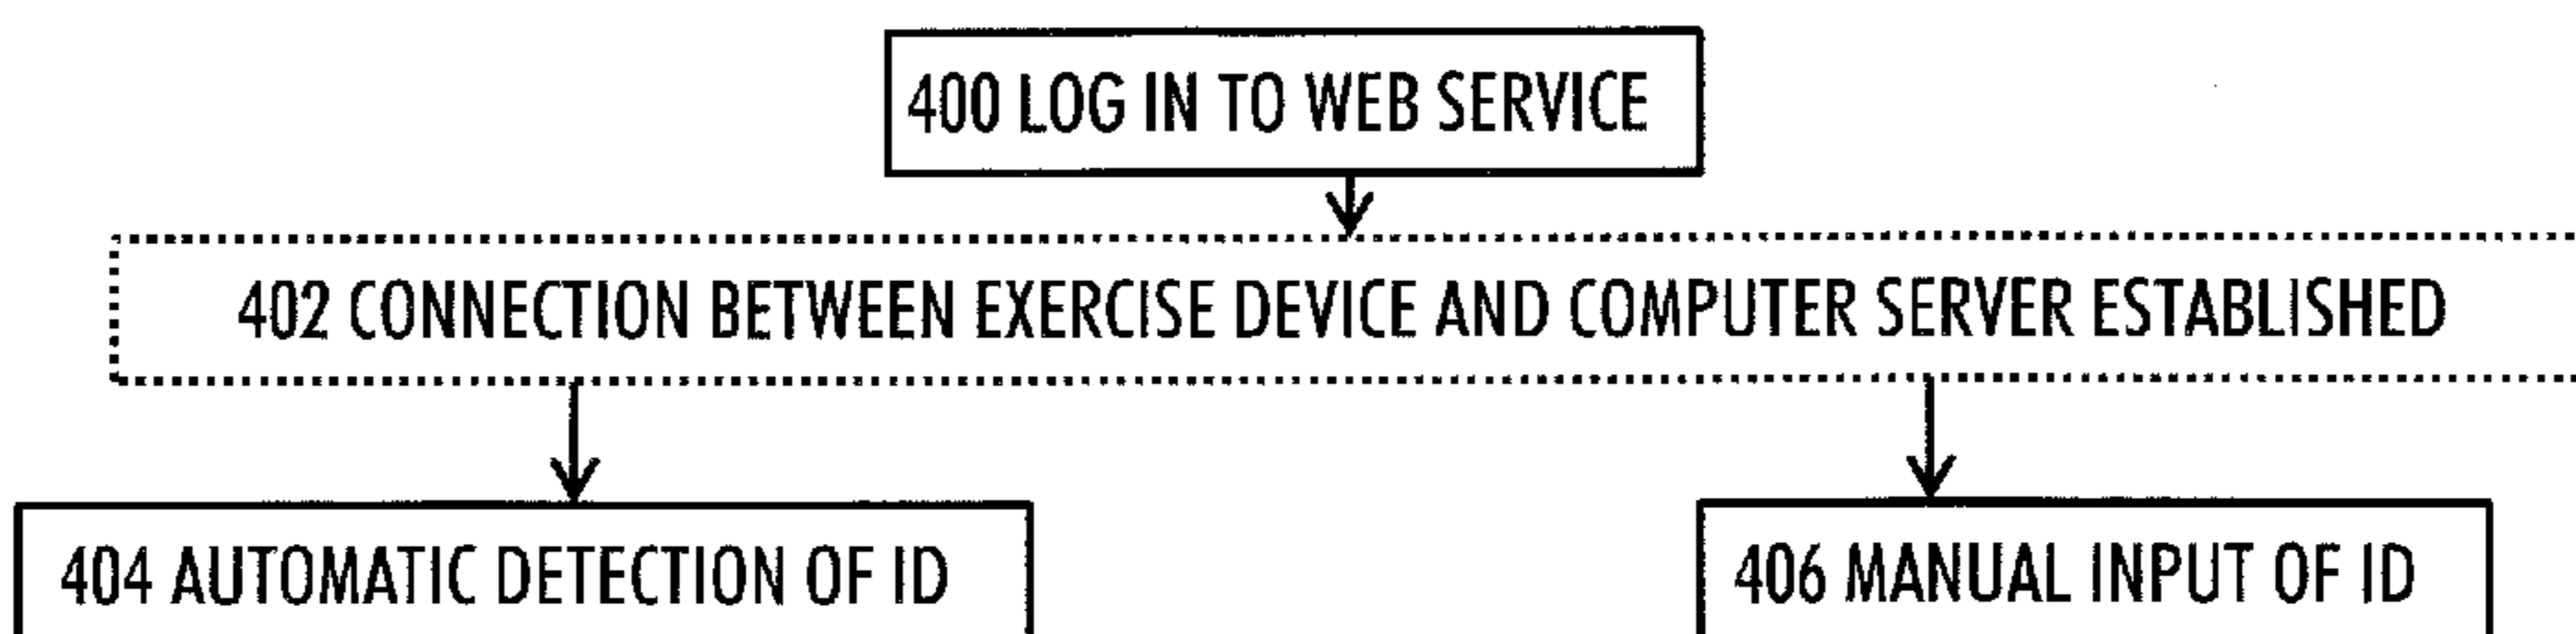 400 LOG IN TO WEB SERVICE
402 CONNECTION BETWEEN EXERCISE DEVICE AND COMPUTER SERVER ESTABLISHED
404 AUTOMATIC DETECTION OF ID
406 MANUAL INPUT OF ID